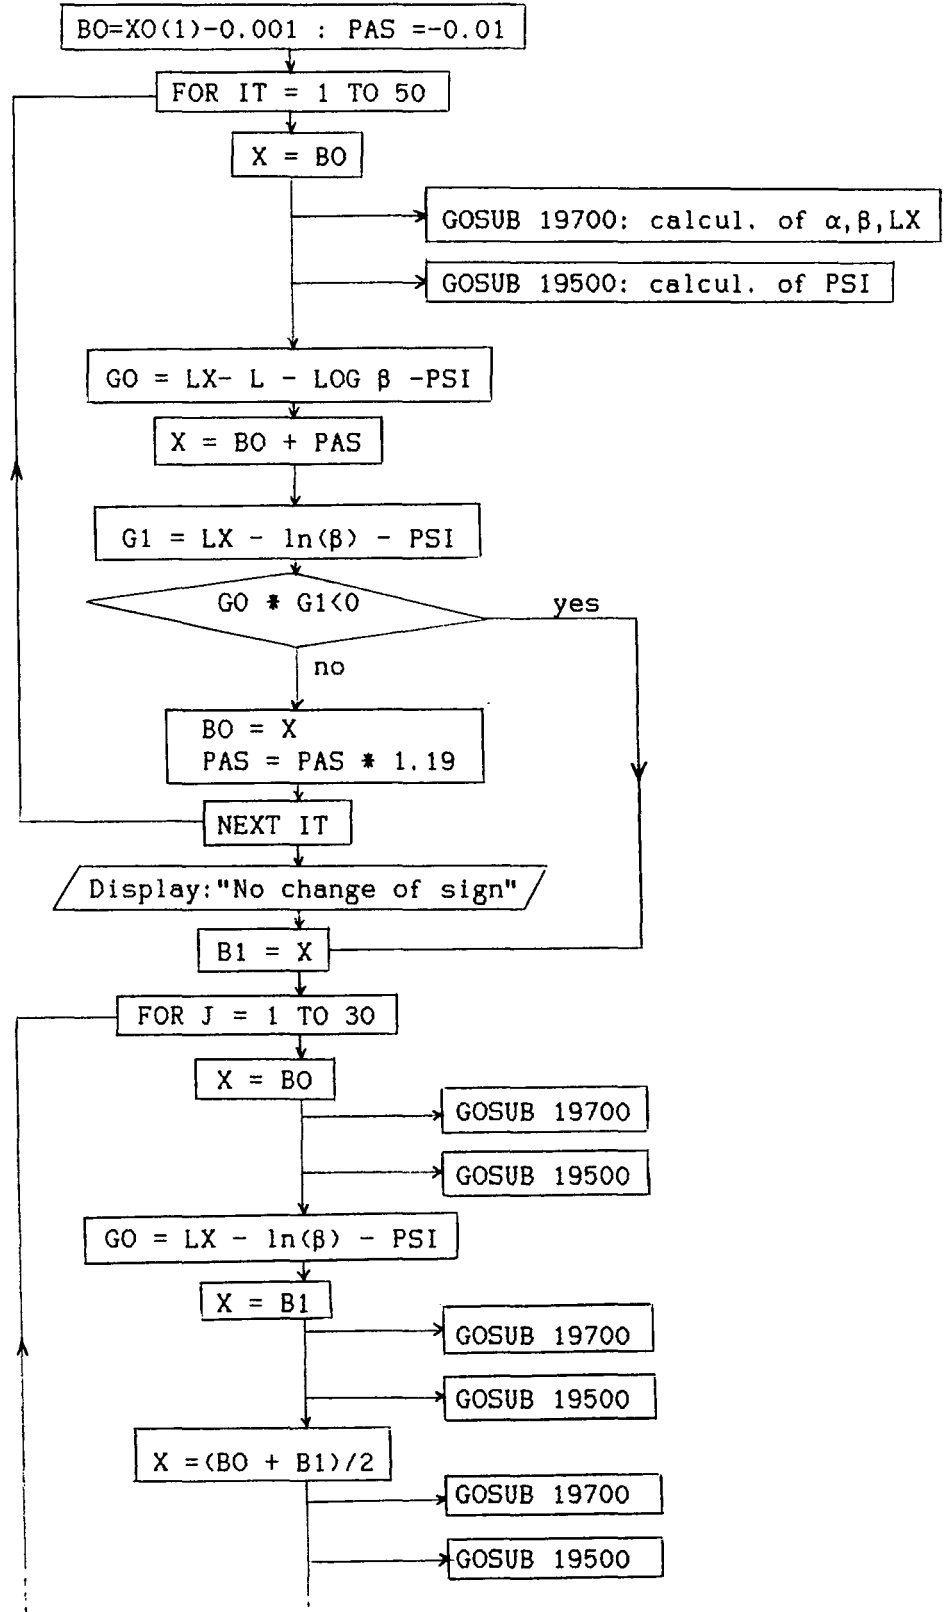 BO=XO(1)-0.001 : PAS =-0.01
FOR IT = 1 TO 50
X = BO
GOSUB 19700: calcul. of α,β,LX
GOSUB 19500: calcul. of PSI
GO = LX- L - LOG β -PSI
X = BO + PAS
G1 = LX - ln(β) - PSI
GO * G1<0
yes
no
BO = X
PAS = PAS * 1.19
NEXT IT
Display:"No change of sign"
B1 = X
FOR J = 1 TO 30
X = BO
GOSUB 19700
GOSUB 19500
GO = LX - ln(β) - PSI
X = B1
GOSUB 19700
GOSUB 19500
X =(BO + B1)/2
GOSUB 19700
GOSUB 19500